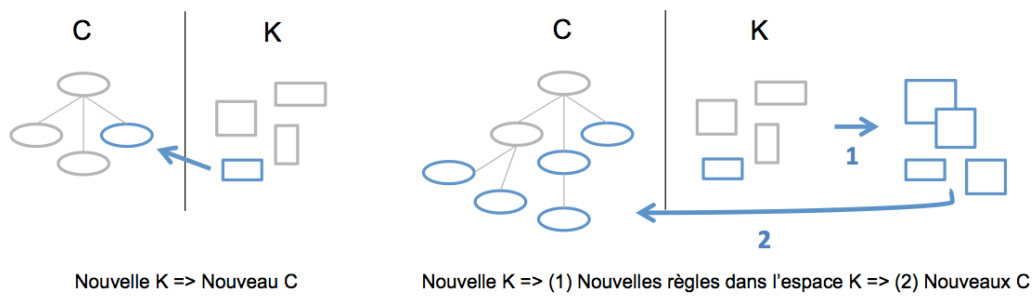 C
K
C
K
1
2
Nouvelle K => Nouveau C
Nouvelle K => (1) Nouvelles règles dans l'espace K => (2) Nouveaux C